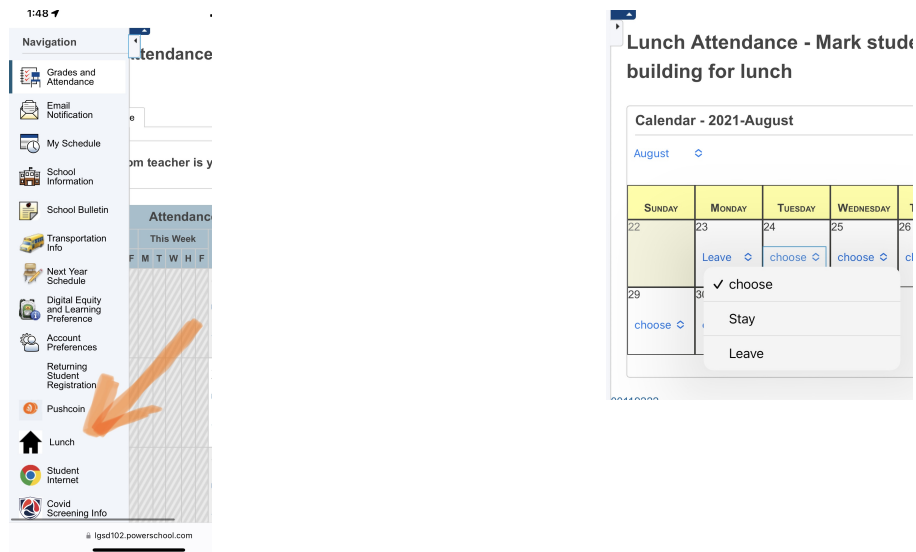 1:48
Navigation
ttendance
Grades and
Attendance
Email
Notification
e
My Schedule
om teacher is y
School
Information
School Bulletin
Attendanc
Transportation
Info
This Week
F M T W H F
Next Year
Schedule
Digital Equity
and Learning
Preference
Account
Preferences
Returning
Student
Registration
Pushcoin
Lunch
Student
Internet
Covid
Screening Info
lgsd102.powerschool.com
Lunch Attendance - Mark stude
building for lunch
Calendar - 2021-August
August
Sunday Monday Tuesday Wednesday T
22 23 24 25 26
Leave choose choose ch
choose
29 30
Stay
choose
Leave